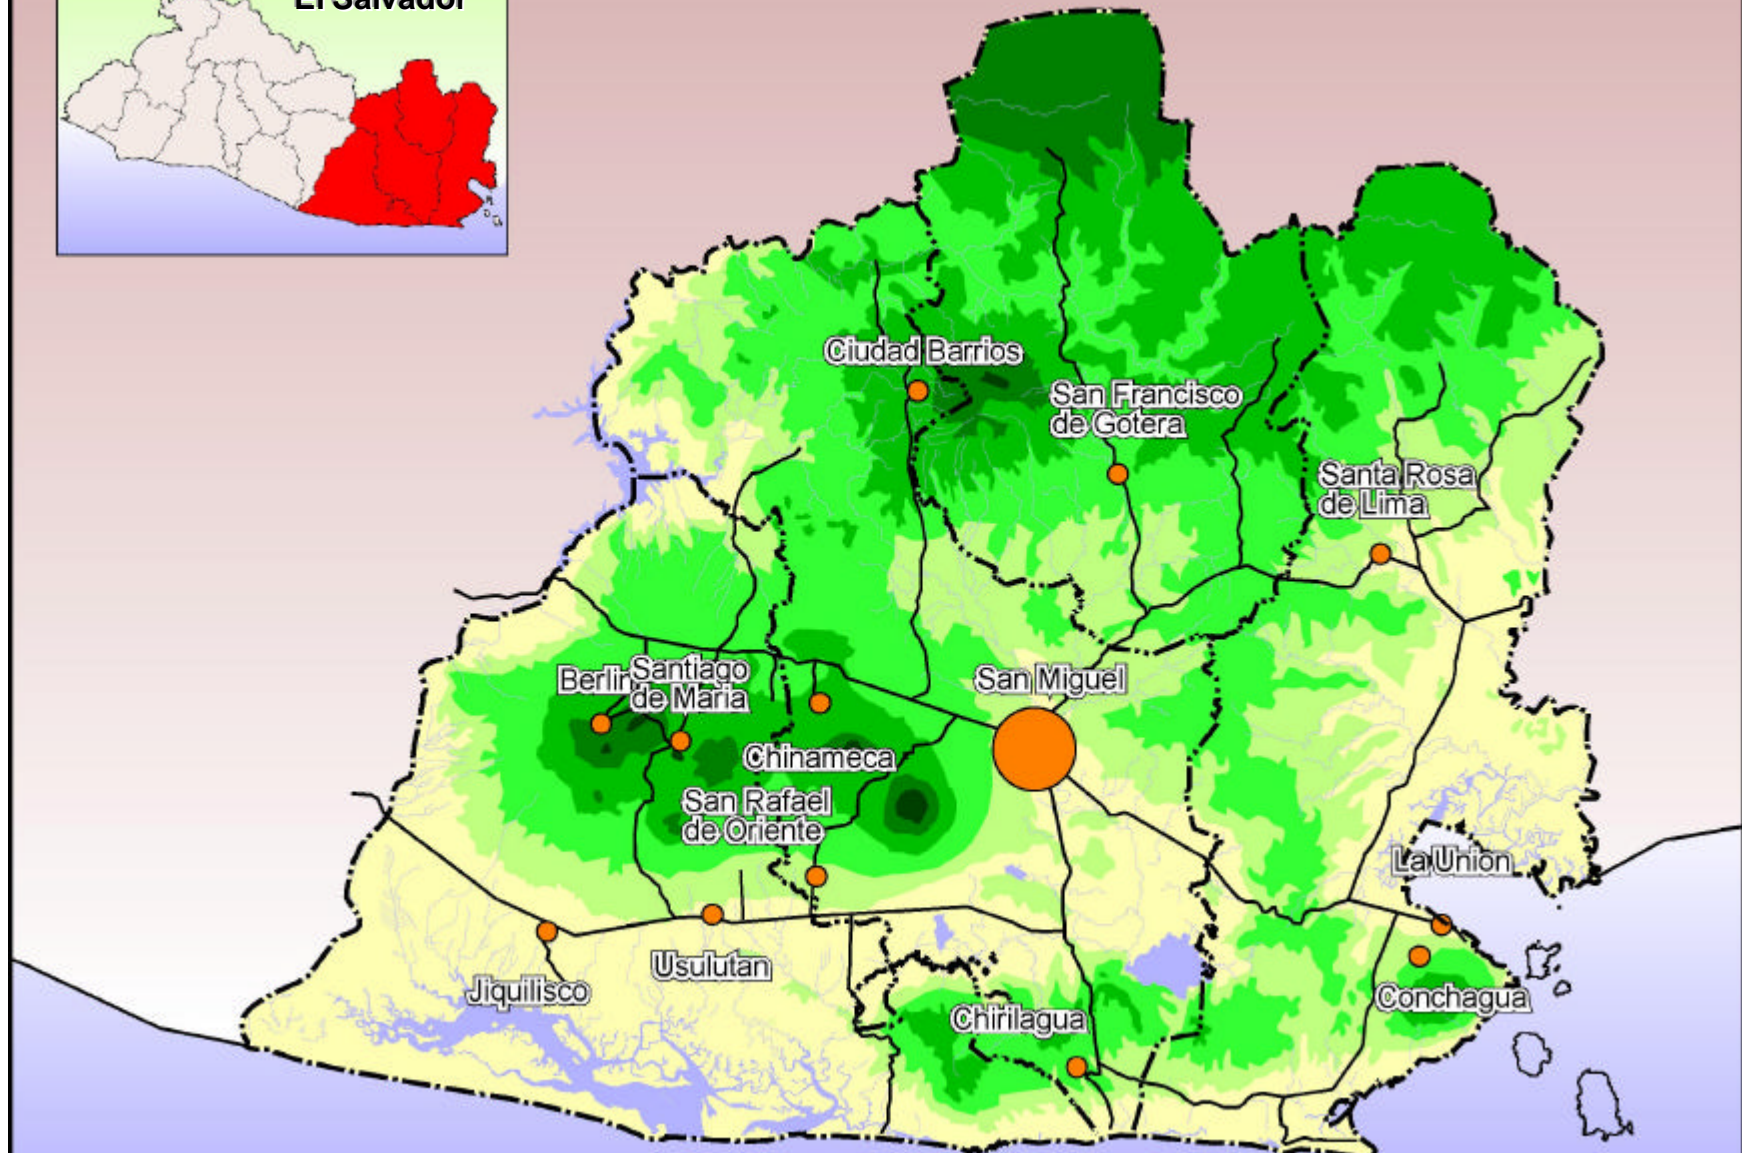 El Salvador
Ciudad Barrios
San Francisco
de Gotera
Santa Rosa
de Lima
Berlin
Santiago
de Maria
San Miguel
Chinameca
San Rafael
de Oriente
La Union
Usulutan
Jiquilisco
Chirilagua
Conchagua